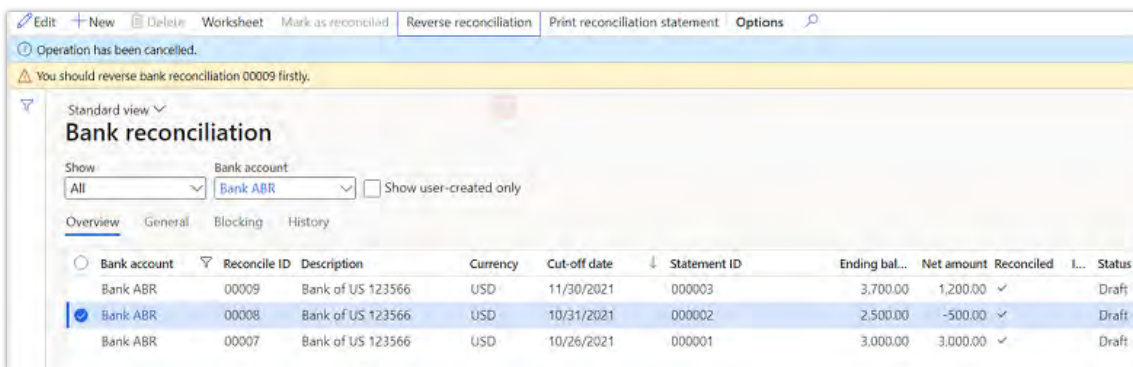 Edit New Delete Worksheet Mark as reconciled Reverse reconciliation Print reconciliation statement Options
Operation has been cancelled.
You should reverse bank reconciliation 00009 firstly.
Standard view
Bank reconciliation
Show Bank account
All Bank ABR Show user-created only
Overview General Blocking History
Bank account Reconcile ID Description Currency Cut-off date Statement ID Ending bal... Net amount Reconciled I... Status
Bank ABR 00009 Bank of US 123566 USD 11/30/2021 000003 3,700.00 1,200.00 Draft
Bank ABR 00008 Bank of US 123566 USD 10/31/2021 000002 2,500.00 -500.00 Draft
Bank ABR 00007 Bank of US 123566 USD 10/26/2021 000001 3,000.00 3,000.00 Draft